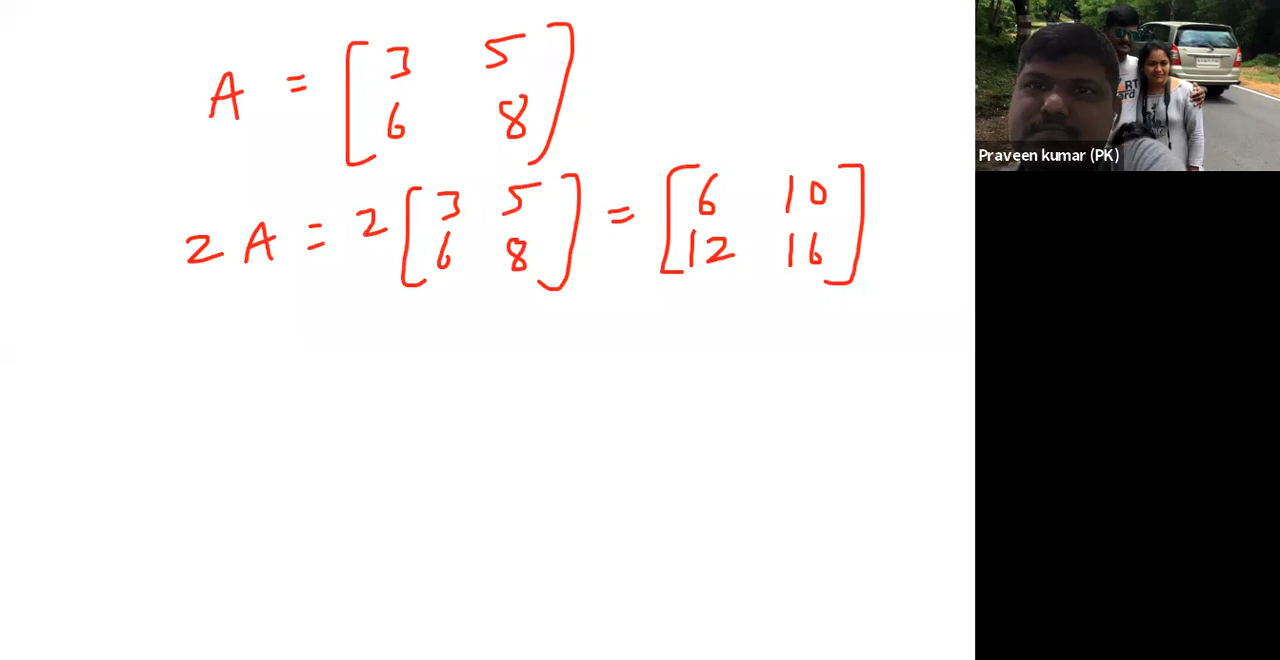 A = [3 5
6 8]
2A = 2[3 5
6 8] = [6 10
12 16]
Praveen kumar (PK)